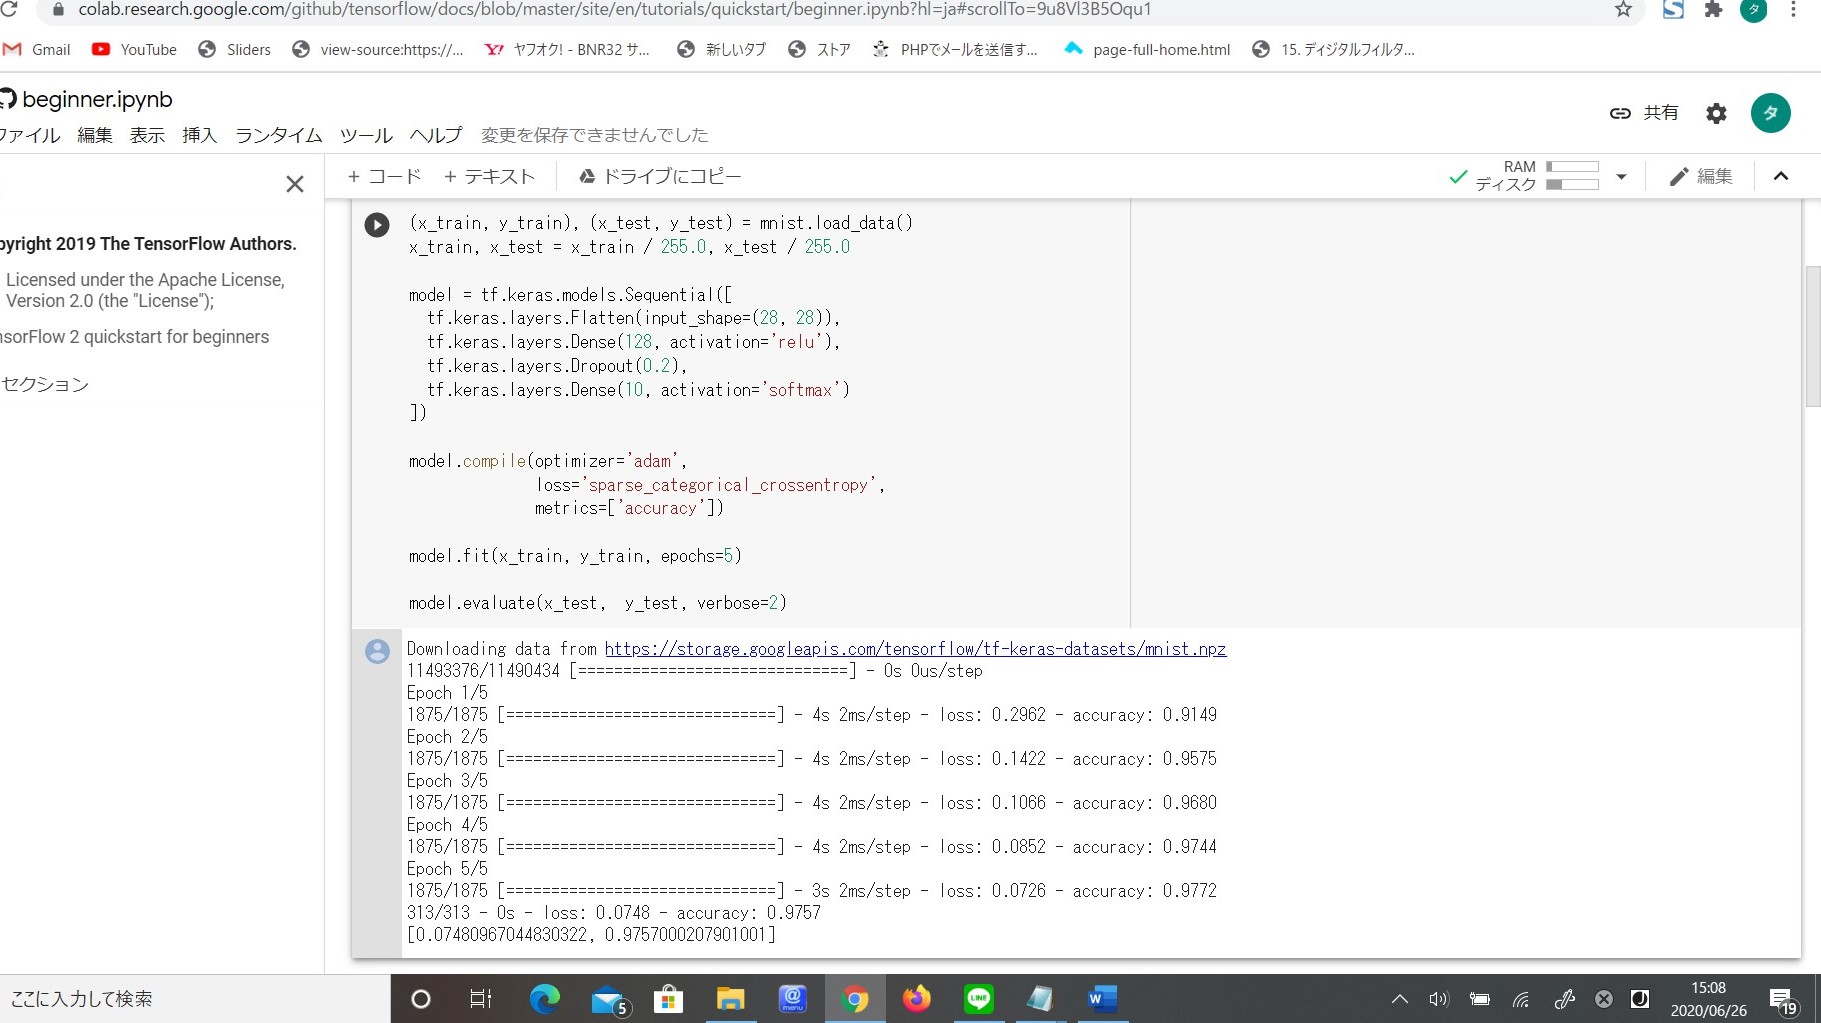 colab.research.google.com/github/tensorflow/docs/blob/master/site/en/tutorials/quickstart/beginner.ipynb?hl=ja#scrollTo=9u8Vl3B5Oqu1
タ
Gmail YouTube Sliders view-source:https://... ヤフオク! - BNR32 サ... 新しいタブ ストア PHPでメールを送信す... page-full-home.html 15. ディジタルフィルタ...
beginner.ipynb
ファイル 編集 表示 挿入 ランタイム ツール ヘルプ 変更を保存できませんでした
共有 タ
+ コード + テキスト ドライブにコピー
RAM
ディスク
編集
pyright 2019 The TensorFlow Authors.
Licensed under the Apache License,
Version 2.0 (the "License");
nsorFlow 2 quickstart for beginners
セクション
(x_train, y_train), (x_test, y_test) = mnist.load_data()
x_train, x_test = x_train / 255.0, x_test / 255.0
model = tf.keras.models.Sequential([
  tf.keras.layers.Flatten(input_shape=(28, 28)),
  tf.keras.layers.Dense(128, activation='relu'),
  tf.keras.layers.Dropout(0.2),
  tf.keras.layers.Dense(10, activation='softmax')
])
model.compile(optimizer='adam',
              loss='sparse_categorical_crossentropy',
              metrics=['accuracy'])
model.fit(x_train, y_train, epochs=5)
model.evaluate(x_test,  y_test, verbose=2)
Downloading data from https://storage.googleapis.com/tensorflow/tf-keras-datasets/mnist.npz
11493376/11490434 [==============================] - 0s 0us/step
Epoch 1/5
1875/1875 [==============================] - 4s 2ms/step - loss: 0.2962 - accuracy: 0.9149
Epoch 2/5
1875/1875 [==============================] - 4s 2ms/step - loss: 0.1422 - accuracy: 0.9575
Epoch 3/5
1875/1875 [==============================] - 4s 2ms/step - loss: 0.1066 - accuracy: 0.9680
Epoch 4/5
1875/1875 [==============================] - 4s 2ms/step - loss: 0.0852 - accuracy: 0.9744
Epoch 5/5
1875/1875 [==============================] - 3s 2ms/step - loss: 0.0726 - accuracy: 0.9772
313/313 - 0s - loss: 0.0748 - accuracy: 0.9757
[0.07480967044830322, 0.9757000207901001]
ここに入力して検索
5
menu
LINE
W
15:08
2020/06/26
19